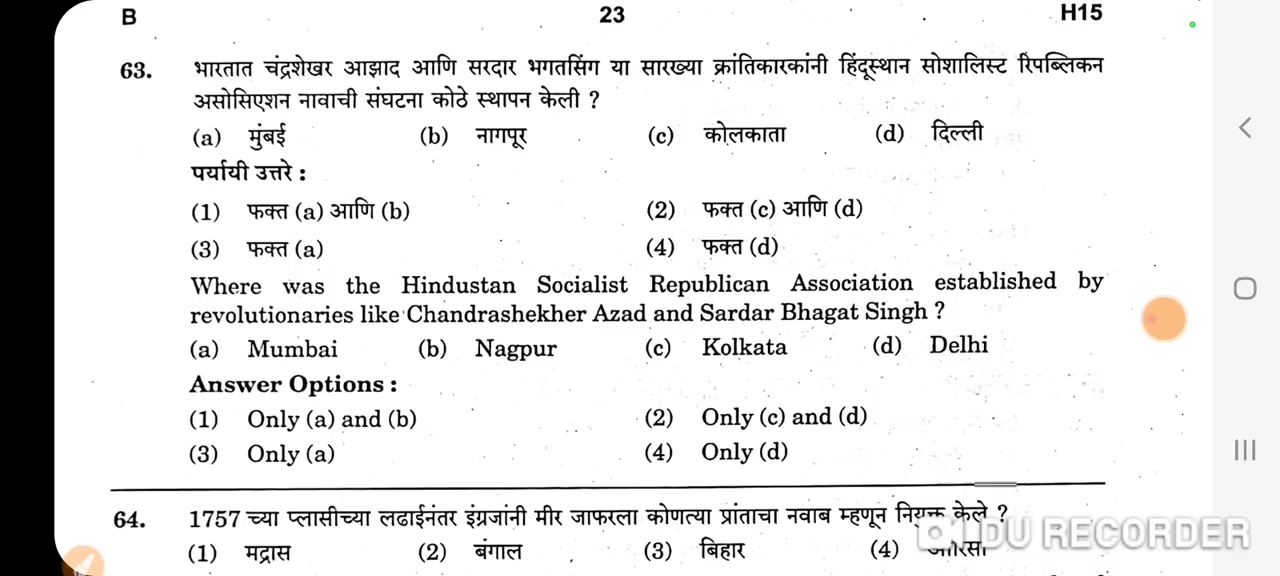 B 23 H15
63. भारतात चंद्रशेखर आझाद आणि सरदार भगतसिंग या सारख्या क्रांतिकारकांनी हिंदूस्थान सोशालिस्ट रिपब्लिकन
असोसिएशन नावाची संघटना कोठे स्थापन केली ?
(a) मुंबई (b) नागपूर (c) कोलकाता (d) दिल्ली
पर्यायी उत्तरे :
(1) फक्त (a) आणि (b) (2) फक्त (c) आणि (d)
(3) फक्त (a) (4) फक्त (d)
Where was the Hindustan Socialist Republican Association established by
revolutionaries like Chandrashekher Azad and Sardar Bhagat Singh ?
(a) Mumbai (b) Nagpur (c) Kolkata (d) Delhi
Answer Options :
(1) Only (a) and (b) (2) Only (c) and (d)
(3) Only (a) (4) Only (d)
64. 1757 च्या प्लासीच्या लढाईनंतर इंग्रजांनी मीर जाफरला कोणत्या प्रांताचा नवाब म्हणून नियुक्त केले ?
(1) मद्रास (2) बंगाल (3) बिहार (4)
DU RECORDER